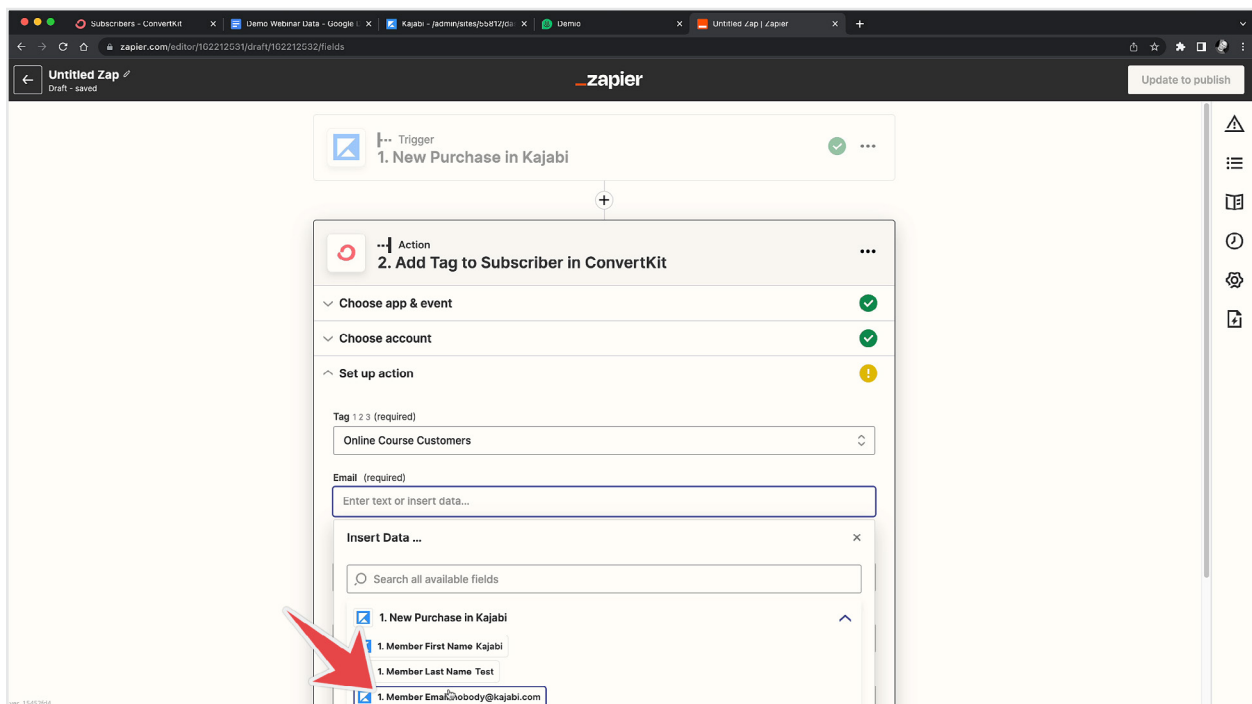 Subscribers - ConvertKit
Demo Webinar Data - Google D
Kajabi - /admin/sites/55812/da
Demio
Untitled Zap | Zapier
zapier.com/editor/162212531/draft/162212532/fields
Untitled Zap
Draft - saved
_zapier
Update to publish
Trigger
1. New Purchase in Kajabi
Action
2. Add Tag to Subscriber in ConvertKit
Choose app & event
Choose account
Set up action
Tag 1 2 3 (required)
Online Course Customers
Email (required)
Enter text or insert data...
Insert Data ...
Search all available fields
1. New Purchase in Kajabi
1. Member First Name Kajabi
1. Member Last Name Test
1. Member Email nobody@kajabi.com